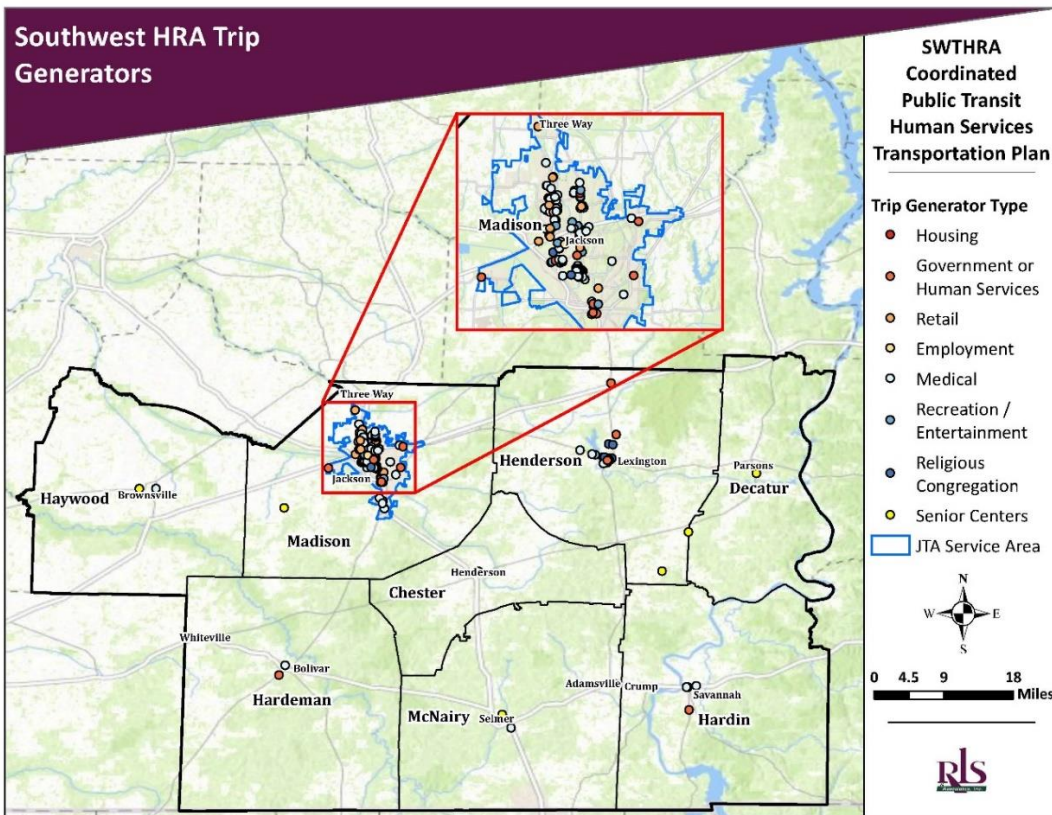 Southwest HRA Trip
Generators
SWTHRA
Coordinated
Public Transit
Human Services
Transportation Plan
Trip Generator Type
Housing
Government or
Human Services
Retail
Employment
Medical
Recreation /
Entertainment
Religious
Congregation
Senior Centers
JTA Service Area
N
W E
S
0 4.5 9 18
Miles
RLS
Three Way
Madison
Jackson
Three Way
Henderson
Lexington
Parsons
Decatur
Haywood
Brownsville
Jackson
Madison
Chester
Henderson
Whiteville
Bolivar
Hardeman
Adamsville
Crump
Savannah
McNairy
Selmer
Hardin